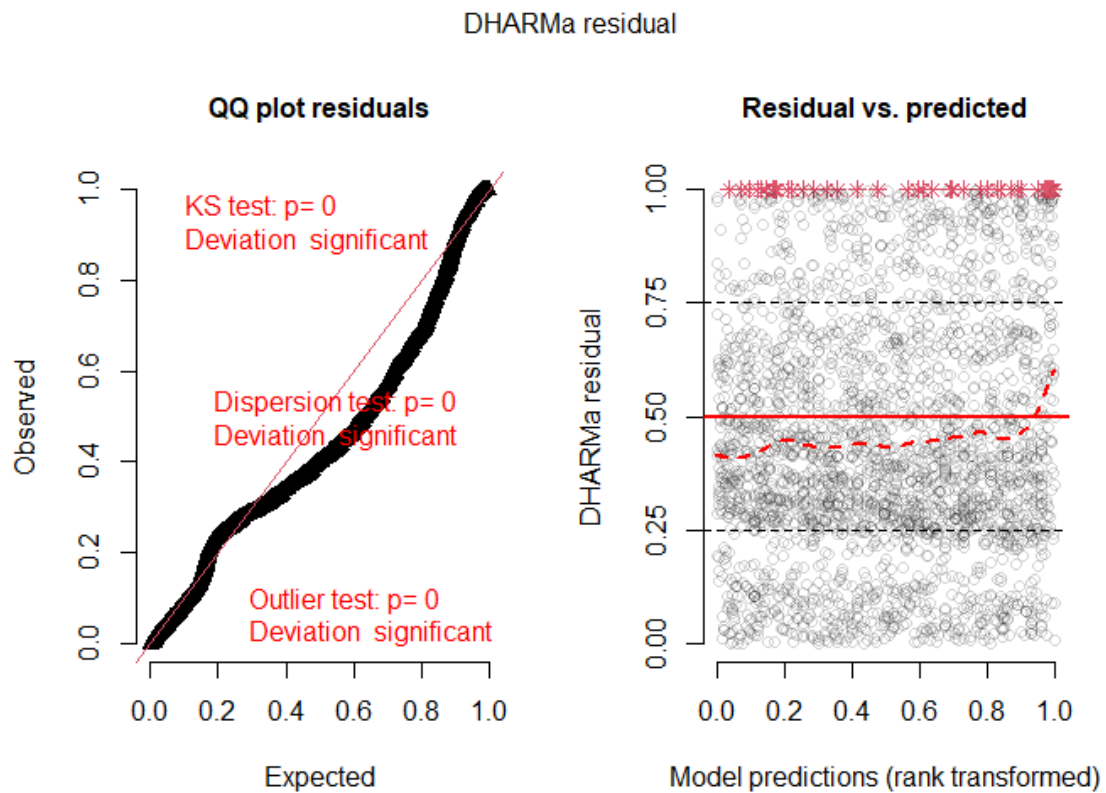 DHARMa residual
QQ plot residuals
KS test: p= 0
Deviation  significant
Dispersion test: p= 0
Deviation  significant
Outlier test: p= 0
Deviation  significant
Observed
0.0 0.2 0.4 0.6 0.8 1.0
0.0 0.2 0.4 0.6 0.8 1.0
Expected
Residual vs. predicted
DHARMa residual
0.00 0.25 0.50 0.75 1.00
0.0 0.2 0.4 0.6 0.8 1.0
Model predictions (rank transformed)